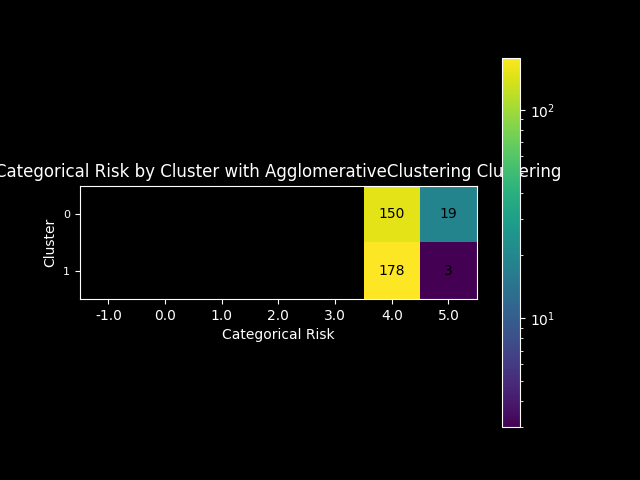 Categorical Risk by Cluster with AgglomerativeClustering Clustering
150 19
178 3
0
1
Cluster
-1.0 0.0 1.0 2.0 3.0 4.0 5.0
Categorical Risk
10²
10¹